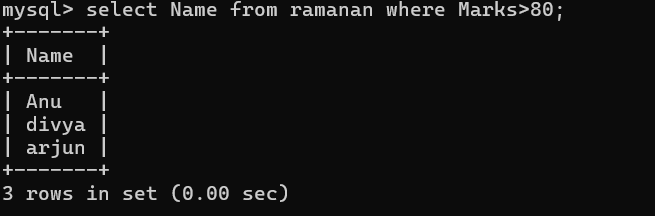 mysql> select Name from ramanan where Marks>80;
+-------+
| Name  |
+-------+
| Anu   |
| divya |
| arjun |
+-------+
3 rows in set (0.00 sec)